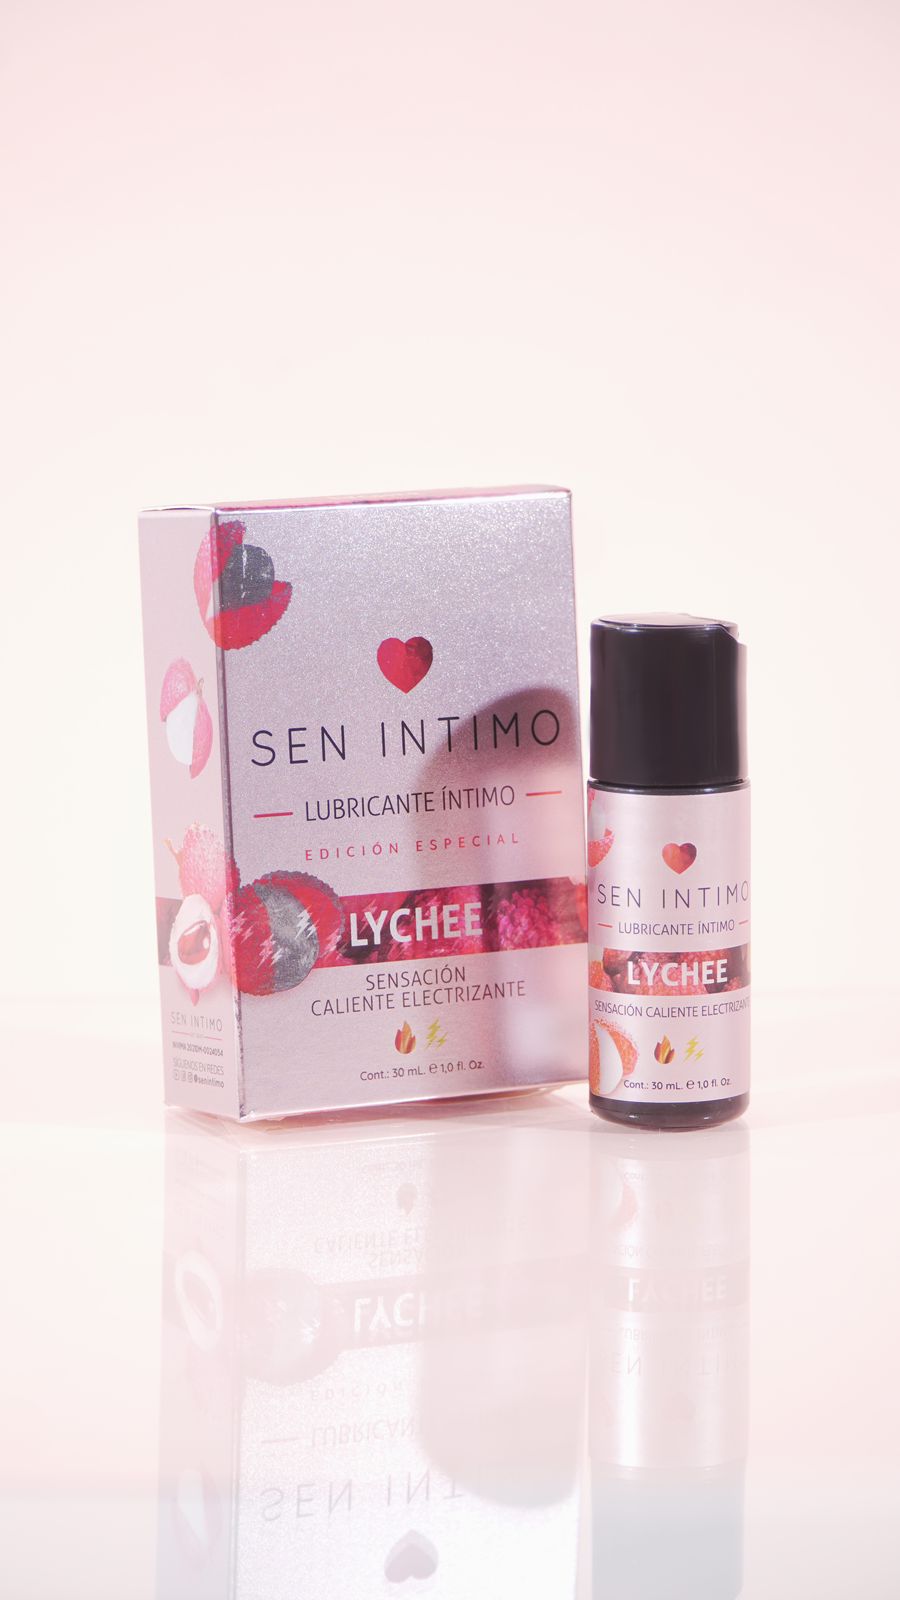 SEN INTIMO
LUBRICANTE ÍNTIMO
EDICIÓN ESPECIAL
LYCHEE
SENSACIÓN
CALIENTE ELECTRIZANTE
Cont.: 30 mL. ℮ 1,0 fl. Oz.
SEN INTIMO
SÍGUENOS EN REDES
@senintimo
SEN INTIMO
LUBRICANTE ÍNTIMO
LYCHEE
SENSACIÓN CALIENTE ELECTRIZANTE
Cont.: 30 mL. ℮ 1,0 fl. Oz.